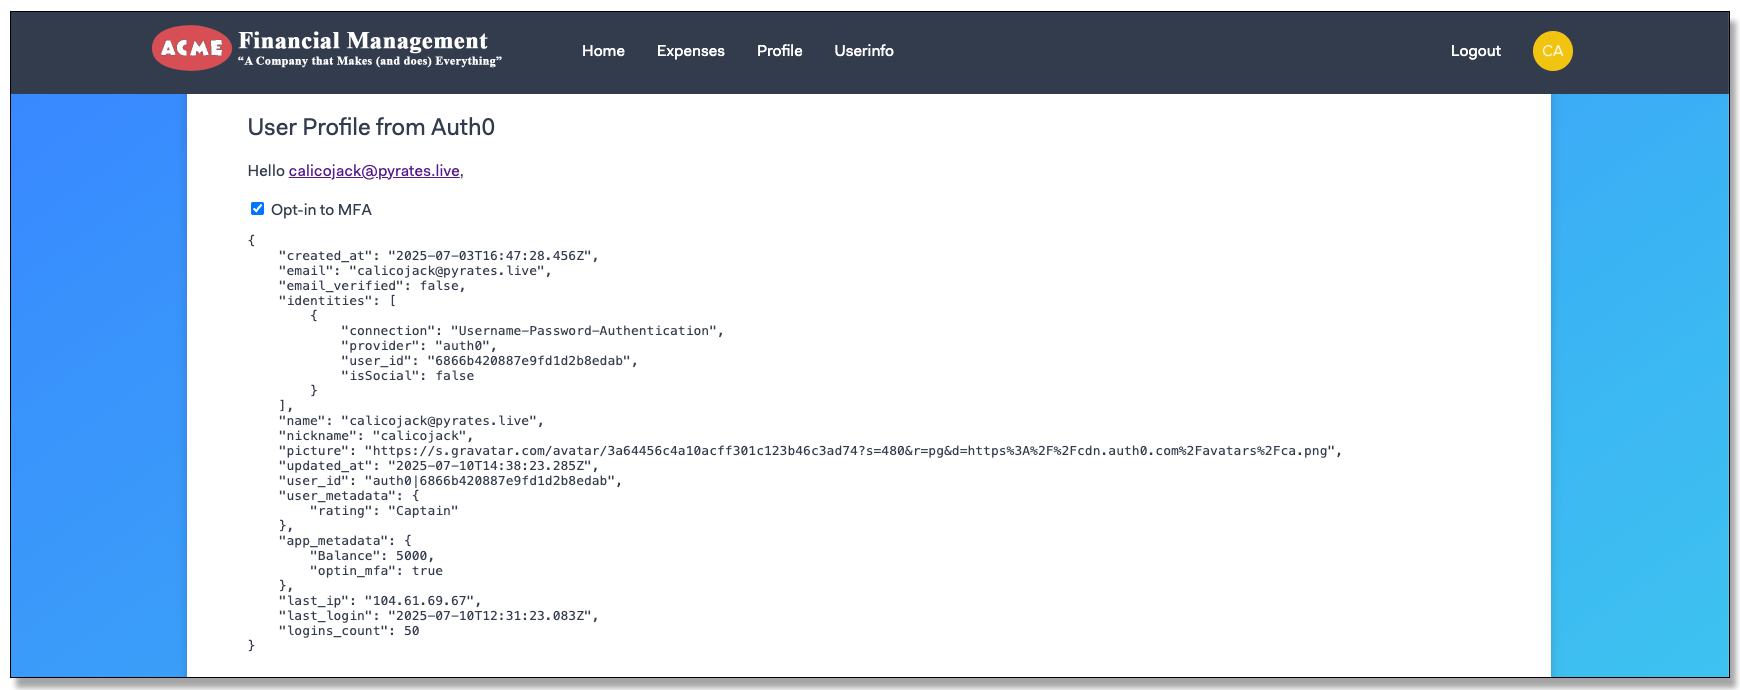 ACME Financial Management
“A Company that Makes (and does) Everything”
Home Expenses Profile Userinfo Logout CA
User Profile from Auth0
Hello calicojack@pyrates.live,
Opt-in to MFA
{
    "created_at": "2025-07-03T16:47:28.456Z",
    "email": "calicojack@pyrates.live",
    "email_verified": false,
    "identities": [
        {
            "connection": "Username-Password-Authentication",
            "provider": "auth0",
            "user_id": "6866b420887e9fd1d2b8edab",
            "isSocial": false
        }
    ],
    "name": "calicojack@pyrates.live",
    "nickname": "calicojack",
    "picture": "https://s.gravatar.com/avatar/3a64456c4a10acff301c123b46c3ad74?s=480&r=pg&d=https%3A%2F%2Fcdn.auth0.com%2Favatars%2Fca.png",
    "updated_at": "2025-07-10T14:38:23.285Z",
    "user_id": "auth0|6866b420887e9fd1d2b8edab",
    "user_metadata": {
        "rating": "Captain"
    },
    "app_metadata": {
        "Balance": 5000,
        "optin_mfa": true
    },
    "last_ip": "104.61.69.67",
    "last_login": "2025-07-10T12:31:23.083Z",
    "logins_count": 50
}